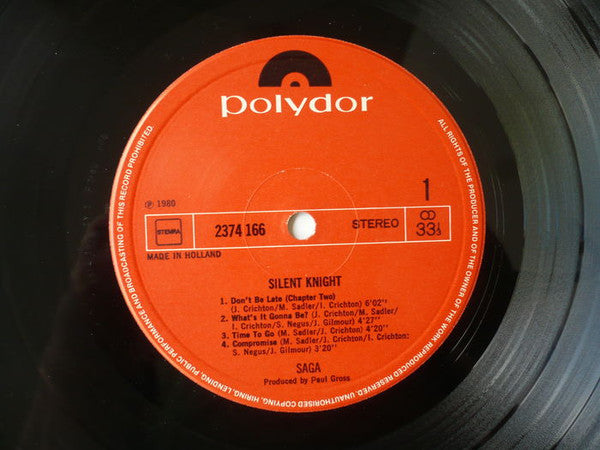 polydor
1
℗ 1980
STEMRA
2374 166
STEREO
33⅓
MADE IN HOLLAND
SILENT KNIGHT
1. Don't Be Late (Chapter Two)
(J. Crichton/M. Sadler/I. Crichton) 6'02"
2. What's It Gonna Be? (J. Crichton/M. Sadler/
I. Crichton/S. Negus/J. Gilmour) 4'27"
3. Time To Go (M. Sadler/J. Crichton) 4'20"
4. Compromise (M. Sadler/J. Crichton/I. Crichton:
S. Negus/J. Gilmour) 3'20"
SAGA
Produced by Paul Gross
ALL RIGHTS OF THE PRODUCER AND OF THE OWNER OF THE WORK REPRODUCED RESERVED. UNAUTHORISED COPYING, HIRING, LENDING, PUBLIC PERFORMANCE AND BROADCASTING OF THIS RECORD PROHIBITED.